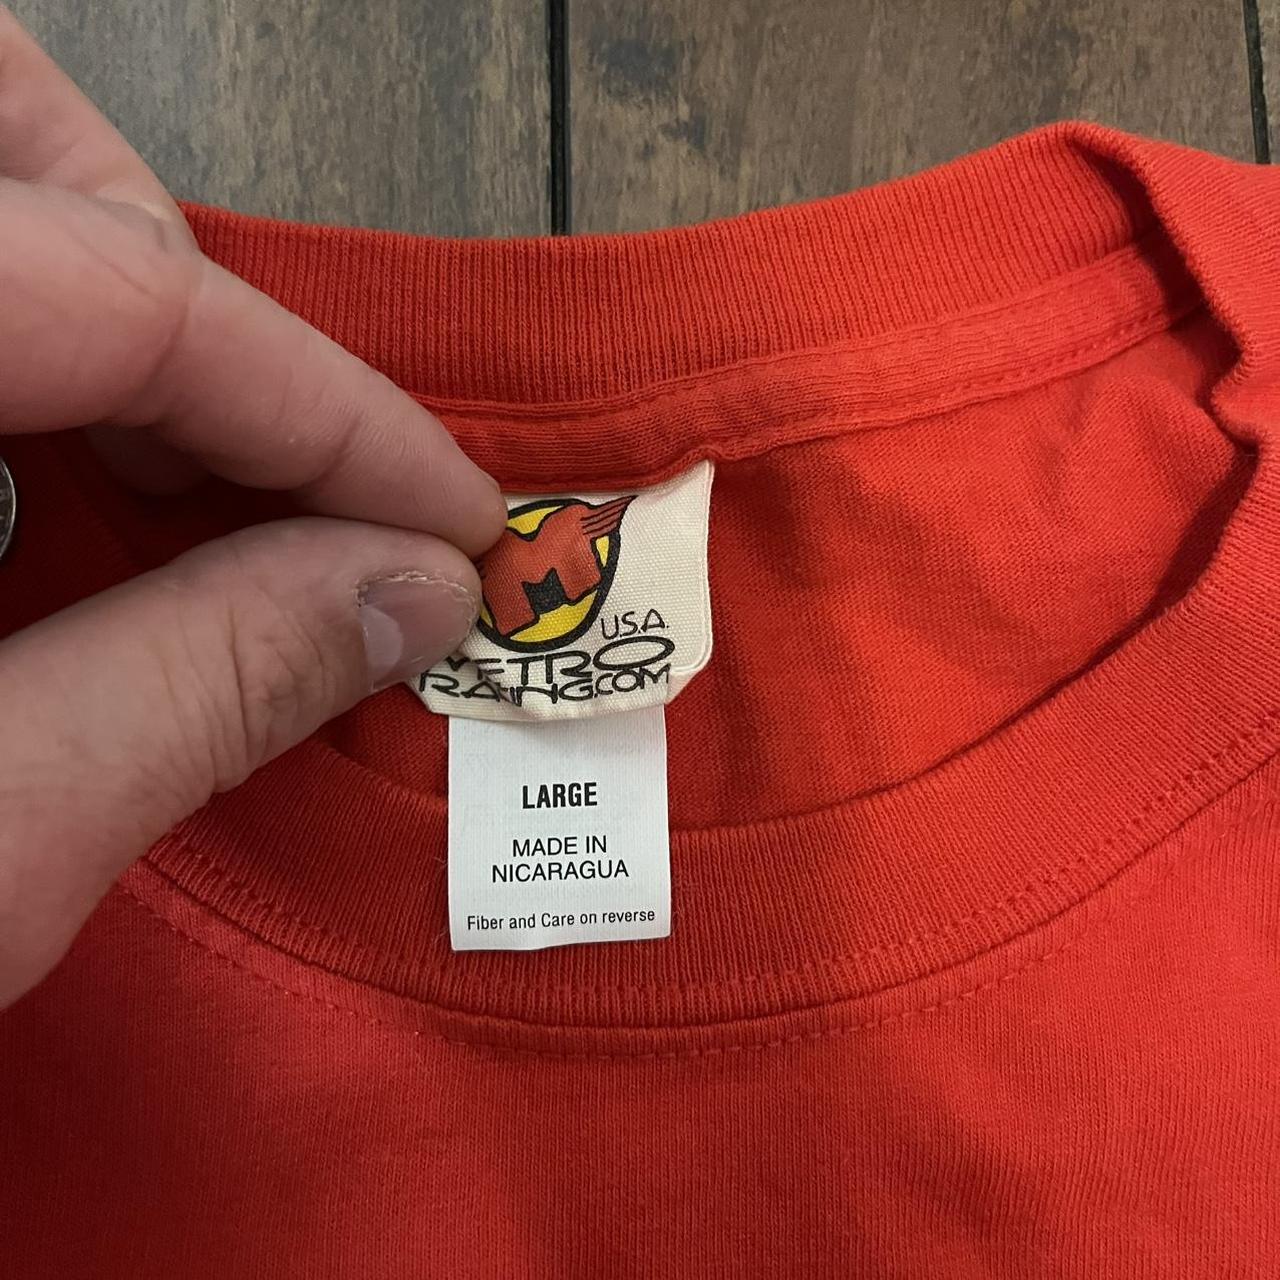 M
U.S.A.
METRO
RACING.COM
LARGE
MADE IN
NICARAGUA
Fiber and Care on reverse